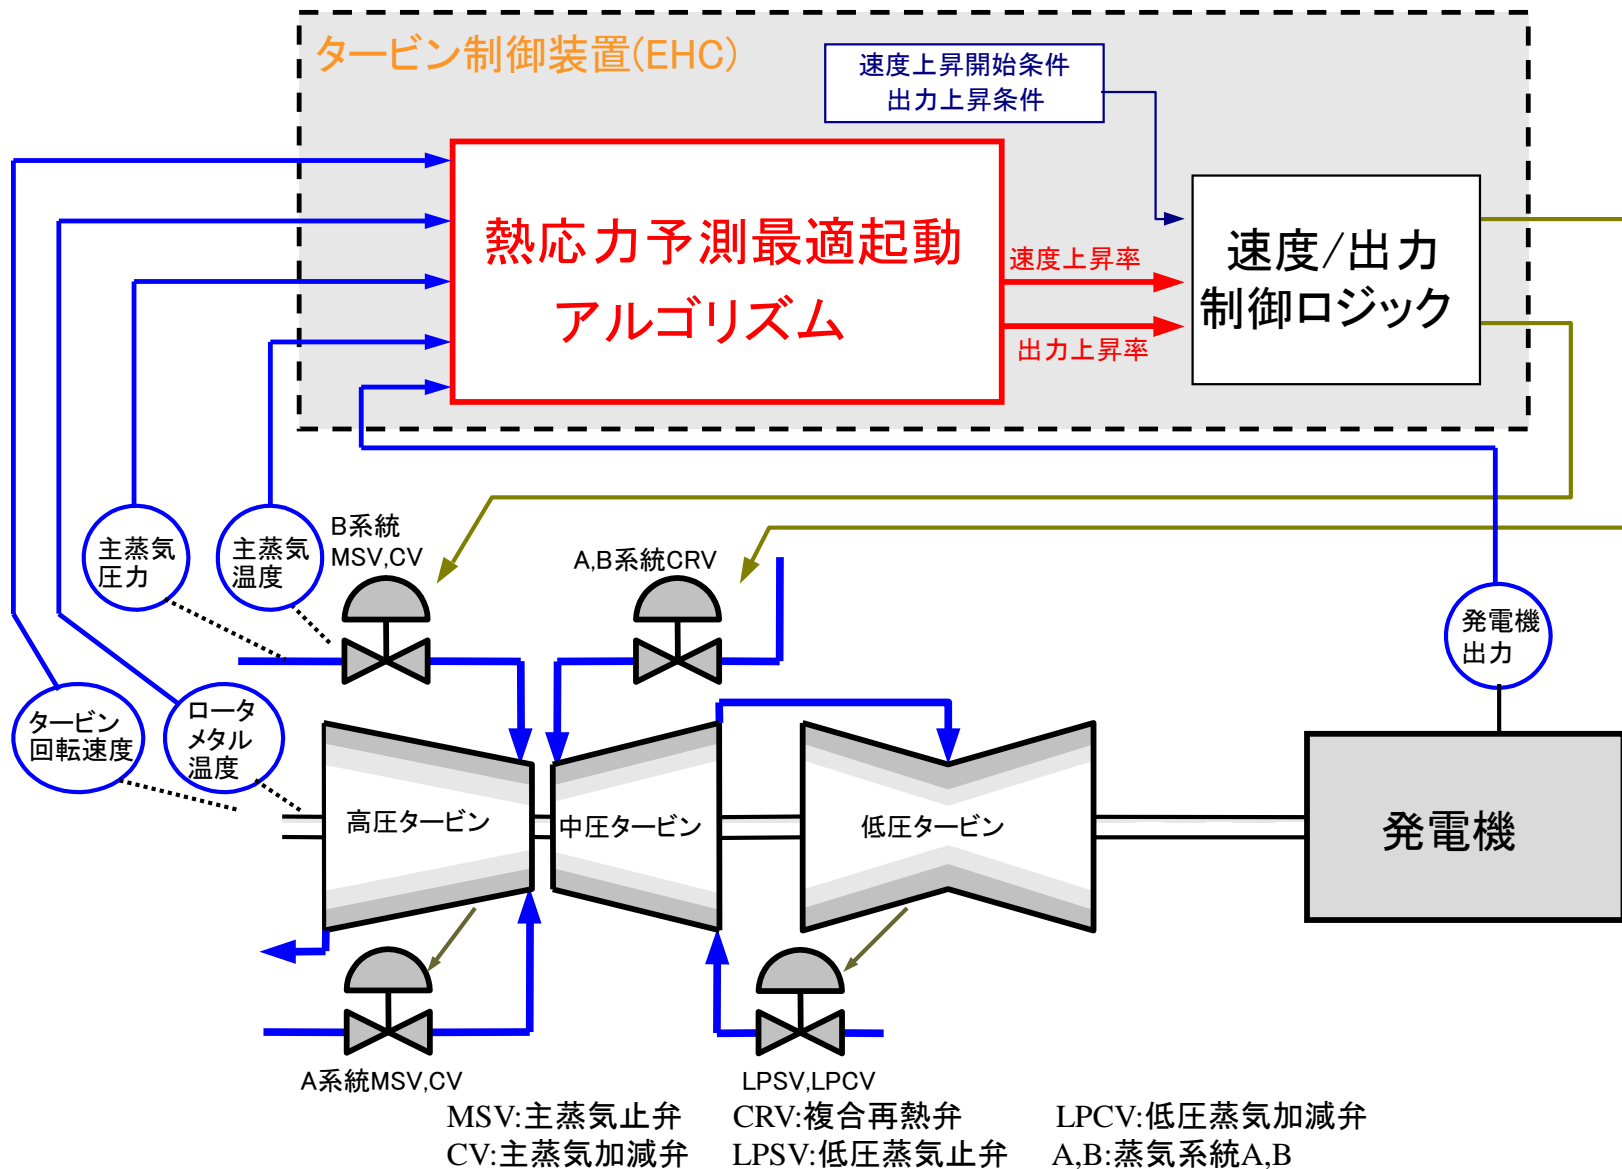 タービン制御装置(EHC)
速度上昇開始条件
出力上昇条件
熱応力予測最適起動
アルゴリズム
速度上昇率
出力上昇率
速度/出力
制御ロジック
主蒸気
圧力
主蒸気
温度
B系統
MSV,CV
A,B系統CRV
発電機
出力
タービン
回転速度
ロータ
メタル
温度
高圧タービン
中圧タービン
低圧タービン
発電機
A系統MSV,CV
LPSV,LPCV
MSV:主蒸気止弁
CRV:複合再熱弁
LPCV:低圧蒸気加減弁
CV:主蒸気加減弁
LPSV:低圧蒸気止弁
A,B:蒸気系統A,B